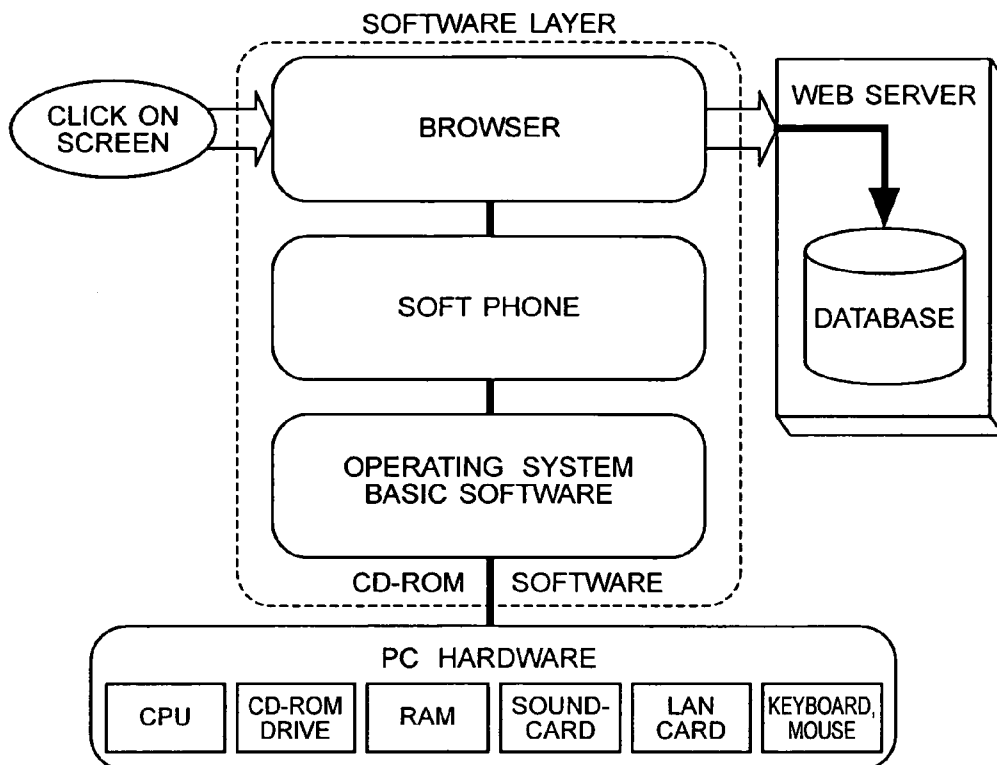 SOFTWARE LAYER
CLICK ON
SCREEN
BROWSER
WEB SERVER
SOFT PHONE
DATABASE
OPERATING SYSTEM
BASIC SOFTWARE
CD-ROM SOFTWARE
PC HARDWARE
CPU
CD-ROM
DRIVE
RAM
SOUND-
CARD
LAN
CARD
KEYBOARD,
MOUSE